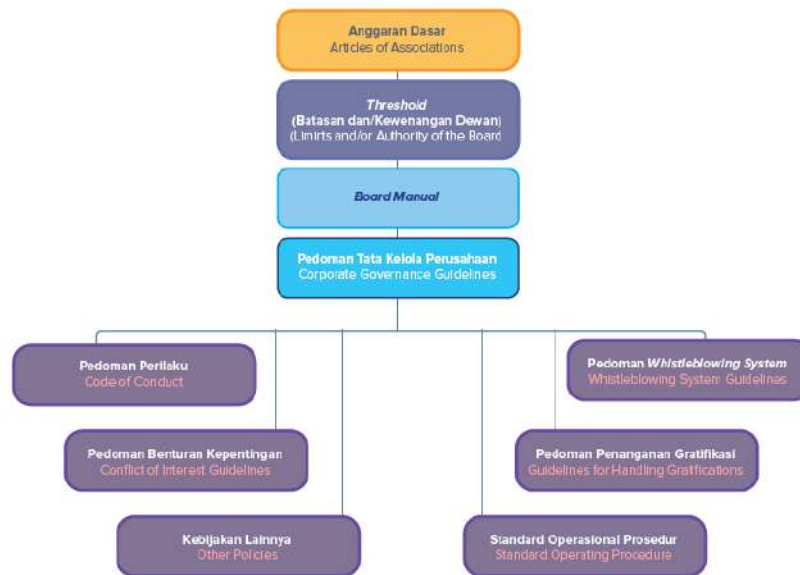 Anggaran Dasar
Articles of Associations
Threshold
(Batasan dan/Kewenangan Dewan)
(Limirts and/or Authority of the Board
Board Manual
Pedoman Tata Kelola Perusahaan
Corporate Governance Guidelines
Pedoman Perilaku
Code of Conduct
Pedoman Whistleblowing System
Whistleblowing System Guidelines
Pedoman Benturan Kepentingan
Conflict of Interest Guidelines
Pedoman Penanganan Gratifikasi
Guidelines for Handling Gratifications
Kebijakan Lainnya
Other Policies
Standard Operasional Prosedur
Standard Operating Procedure